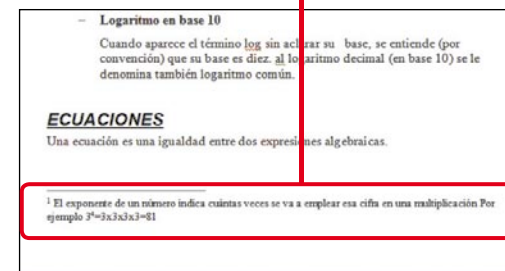 – Logaritmo en base 10
Cuando aparece el término log sin aclarar su base, se entiende (por
convención) que su base es diez. al logaritmo decimal (en base 10) se le
denomina también logaritmo común.
ECUACIONES
Una ecuación es una igualdad entre dos expresiones algebraicas.
1 El exponente de un número indica cuántas veces se va a emplear esa cifra en una multiplicación Por
ejemplo 3⁴=3x3x3x3=81